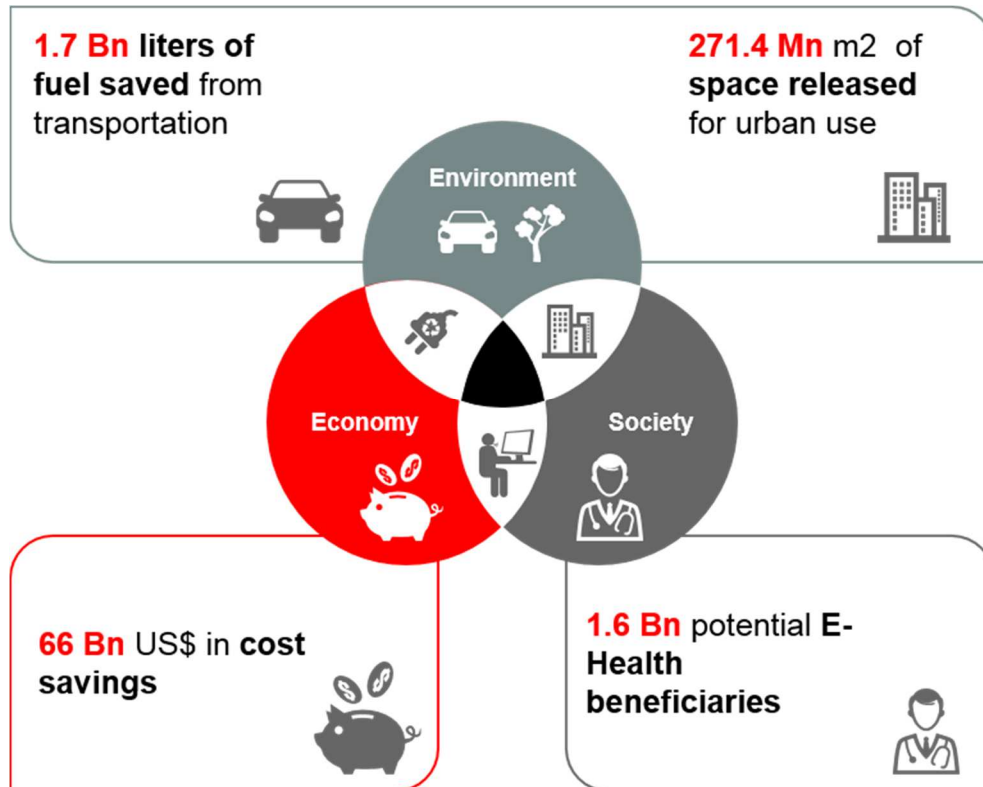 1.7 Bn liters of
fuel saved from
transportation
271.4 Mn m2 of
space released
for urban use
Environment
Economy
Society
66 Bn US$ in cost
savings
1.6 Bn potential E-
Health
beneficiaries